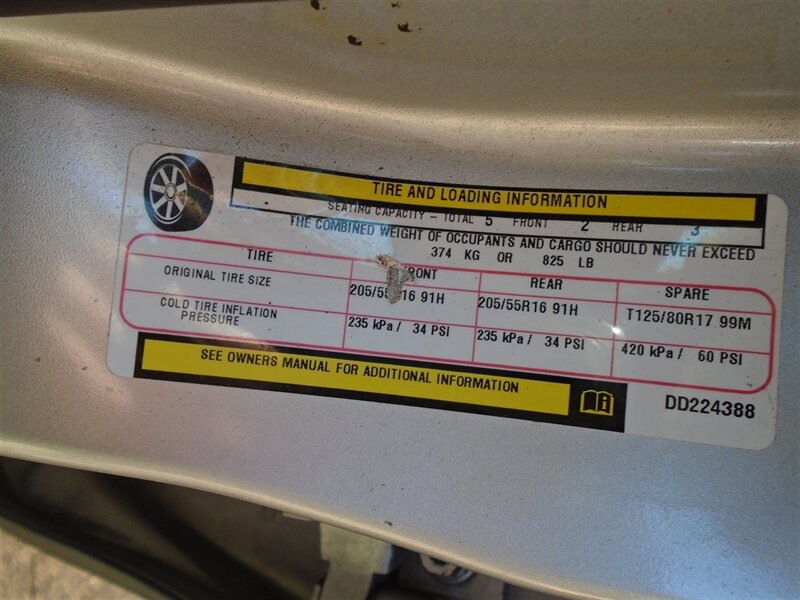 TIRE AND LOADING INFORMATION
SEATING CAPACITY - TOTAL 5 FRONT 2 REAR 3
THE COMBINED WEIGHT OF OCCUPANTS AND CARGO SHOULD NEVER EXCEED
374 KG OR 825 LB
TIRE FRONT REAR SPARE
ORIGINAL TIRE SIZE 205/55R16 91H 205/55R16 91H T125/80R17 99M
COLD TIRE INFLATION PRESSURE 235 kPa / 34 PSI 235 kPa / 34 PSI 420 kPa / 60 PSI
SEE OWNERS MANUAL FOR ADDITIONAL INFORMATION
DD224388